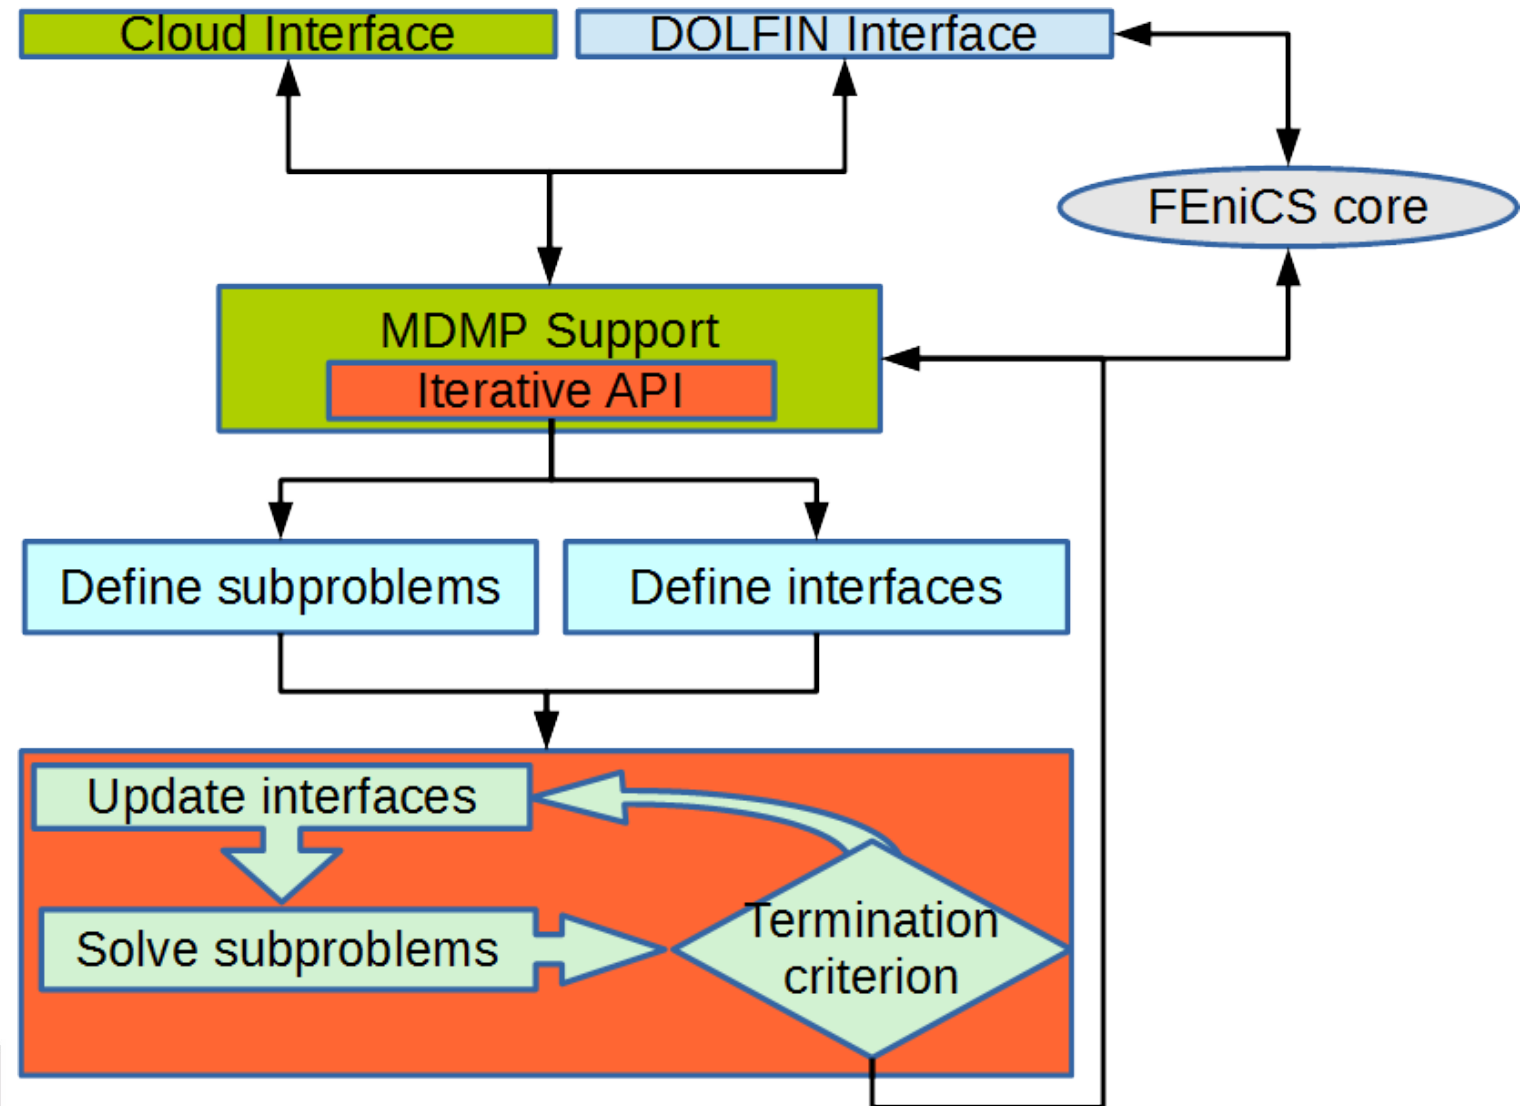 Cloud Interface
DOLFIN Interface
FEniCS core
MDMP Support
Iterative API
Define subproblems
Define interfaces
Update interfaces
Solve subproblems
Termination
criterion